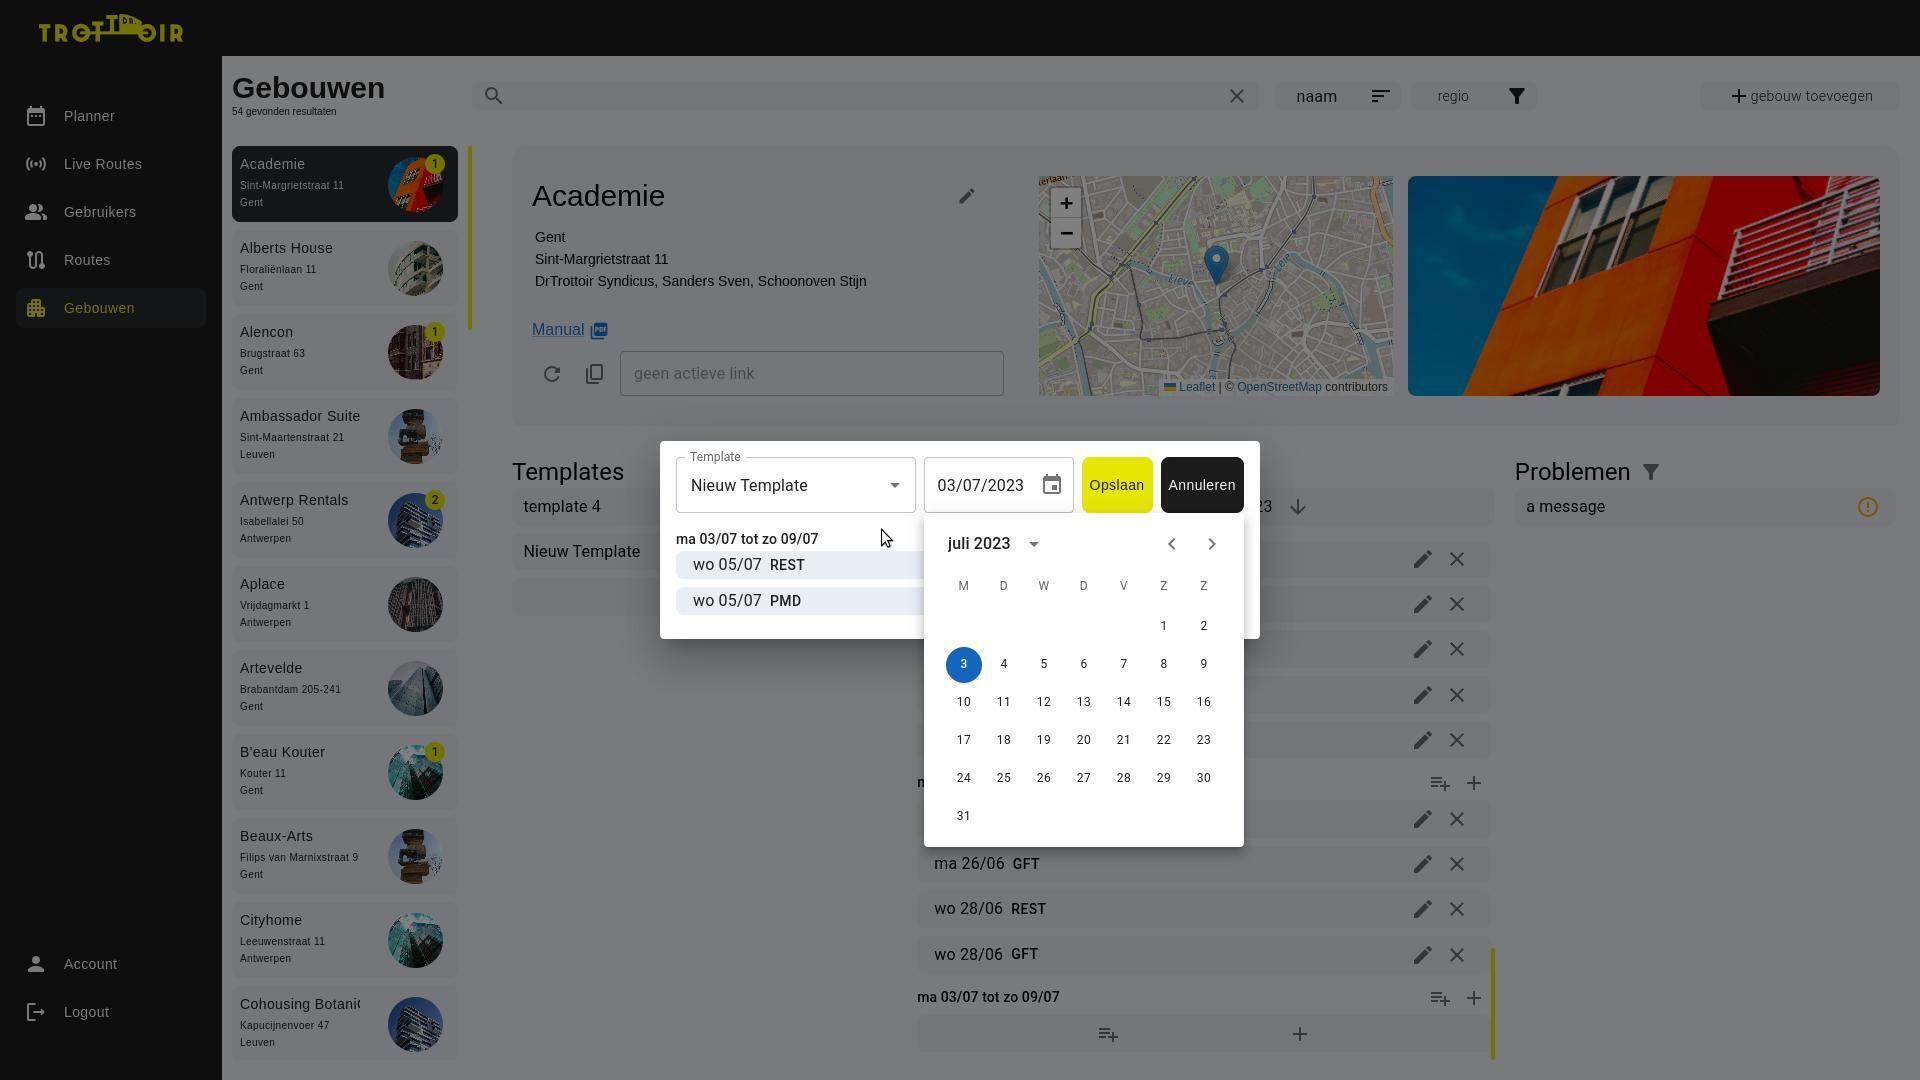 TROTTOIR
DR.
Planner
Live Routes
Gebruikers
Routes
Gebouwen
Account
Logout
Gebouwen
54 gevonden resultaten
naam
regio
gebouw toevoegen
Academie
Sint-Margrietstraat 11
Gent
1
Alberts House
Floraliënlaan 11
Gent
Alencon
Brugstraat 63
Gent
1
Ambassador Suite
Sint-Maartenstraat 21
Leuven
Antwerp Rentals
Isabellalei 50
Antwerpen
2
Aplace
Vrijdagmarkt 1
Antwerpen
Artevelde
Brabantdam 205-241
Gent
B'eau Kouter
Kouter 11
Gent
1
Beaux-Arts
Filips van Marnixstraat 9
Gent
Cityhome
Leeuwenstraat 11
Antwerpen
Cohousing Botani
Kapucijnenvoer 47
Leuven
Academie
Gent
Sint-Margrietstraat 11
DrTrottoir Syndicus, Sanders Sven, Schoonoven Stijn
Manual
PDF
geen actieve link
+
−
Lieve
Leie
Leaflet | © OpenStreetMap contributors
Templates
template 4
Nieuw Template
23
Problemen
a message
Template
Nieuw Template
03/07/2023
Opslaan
Annuleren
ma 03/07 tot zo 09/07
wo 05/07 REST
wo 05/07 PMD
juli 2023
M D W D V Z Z
1 2
3 4 5 6 7 8 9
10 11 12 13 14 15 16
17 18 19 20 21 22 23
24 25 26 27 28 29 30
31
ma 26/06 GFT
wo 28/06 REST
wo 28/06 GFT
ma 03/07 tot zo 09/07